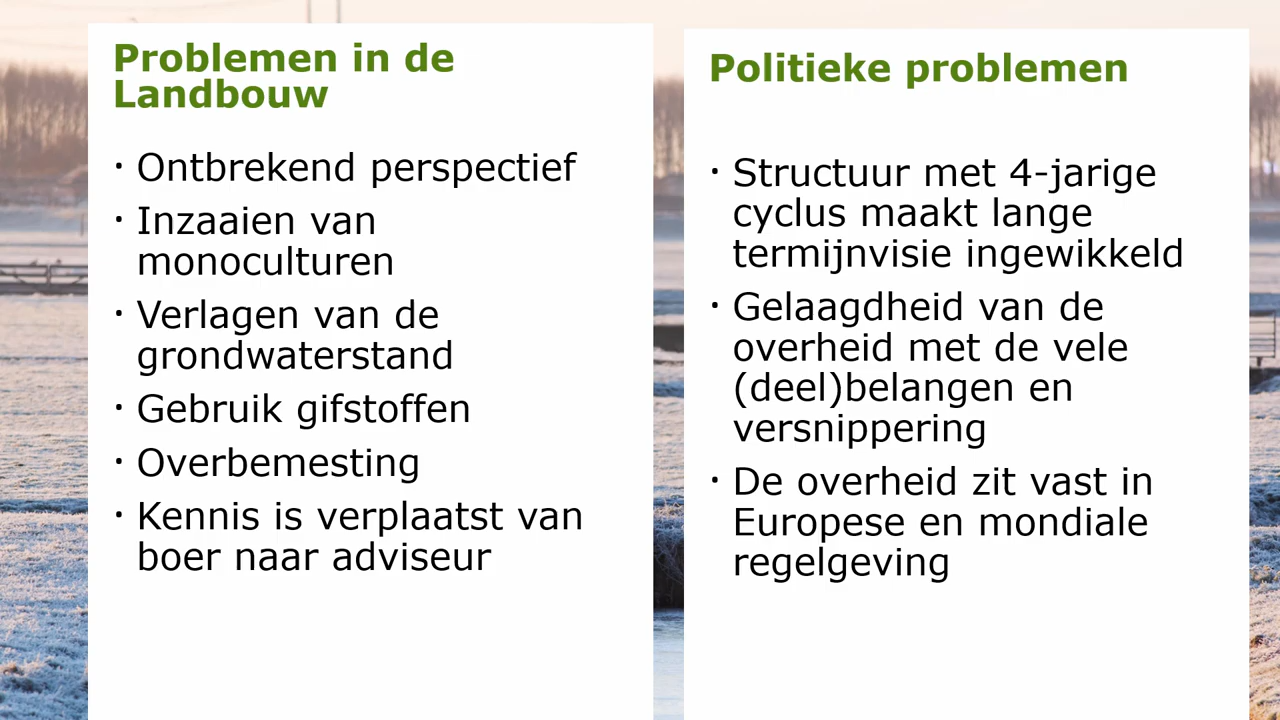 Problemen in de
Landbouw
· Ontbrekend perspectief
· Inzaaien van
monoculturen
· Verlagen van de
grondwaterstand
· Gebruik gifstoffen
· Overbemesting
· Kennis is verplaatst van
boer naar adviseur
Politieke problemen
· Structuur met 4-jarige
cyclus maakt lange
termijnvisie ingewikkeld
· Gelaagdheid van de
overheid met de vele
(deel)belangen en
versnippering
· De overheid zit vast in
Europese en mondiale
regelgeving